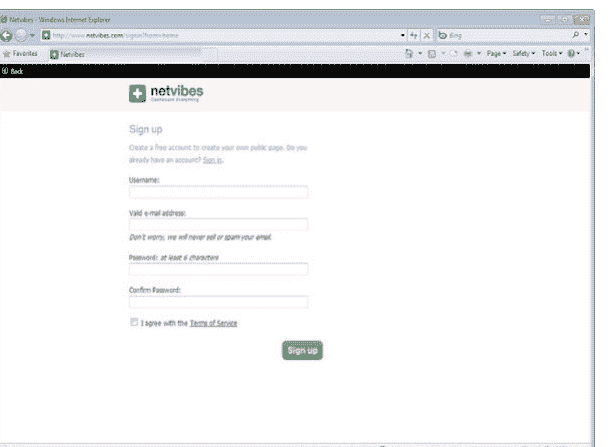 Netvibes - Windows Internet Explorer
http://www.netvibes.com/signin?from=home
Bing
Favorites
Netvibes
Page
Safety
Tools
Back
netvibes
Dashboard Everything
Sign up
Create a free account to create your own public page. Do you
already have an account? Sign in.
Username:
Valid e-mail address:
Don't worry, we will never sell or spam your email.
Password: at least 6 characters
Confirm Password:
I agree with the Terms of Service
Sign up